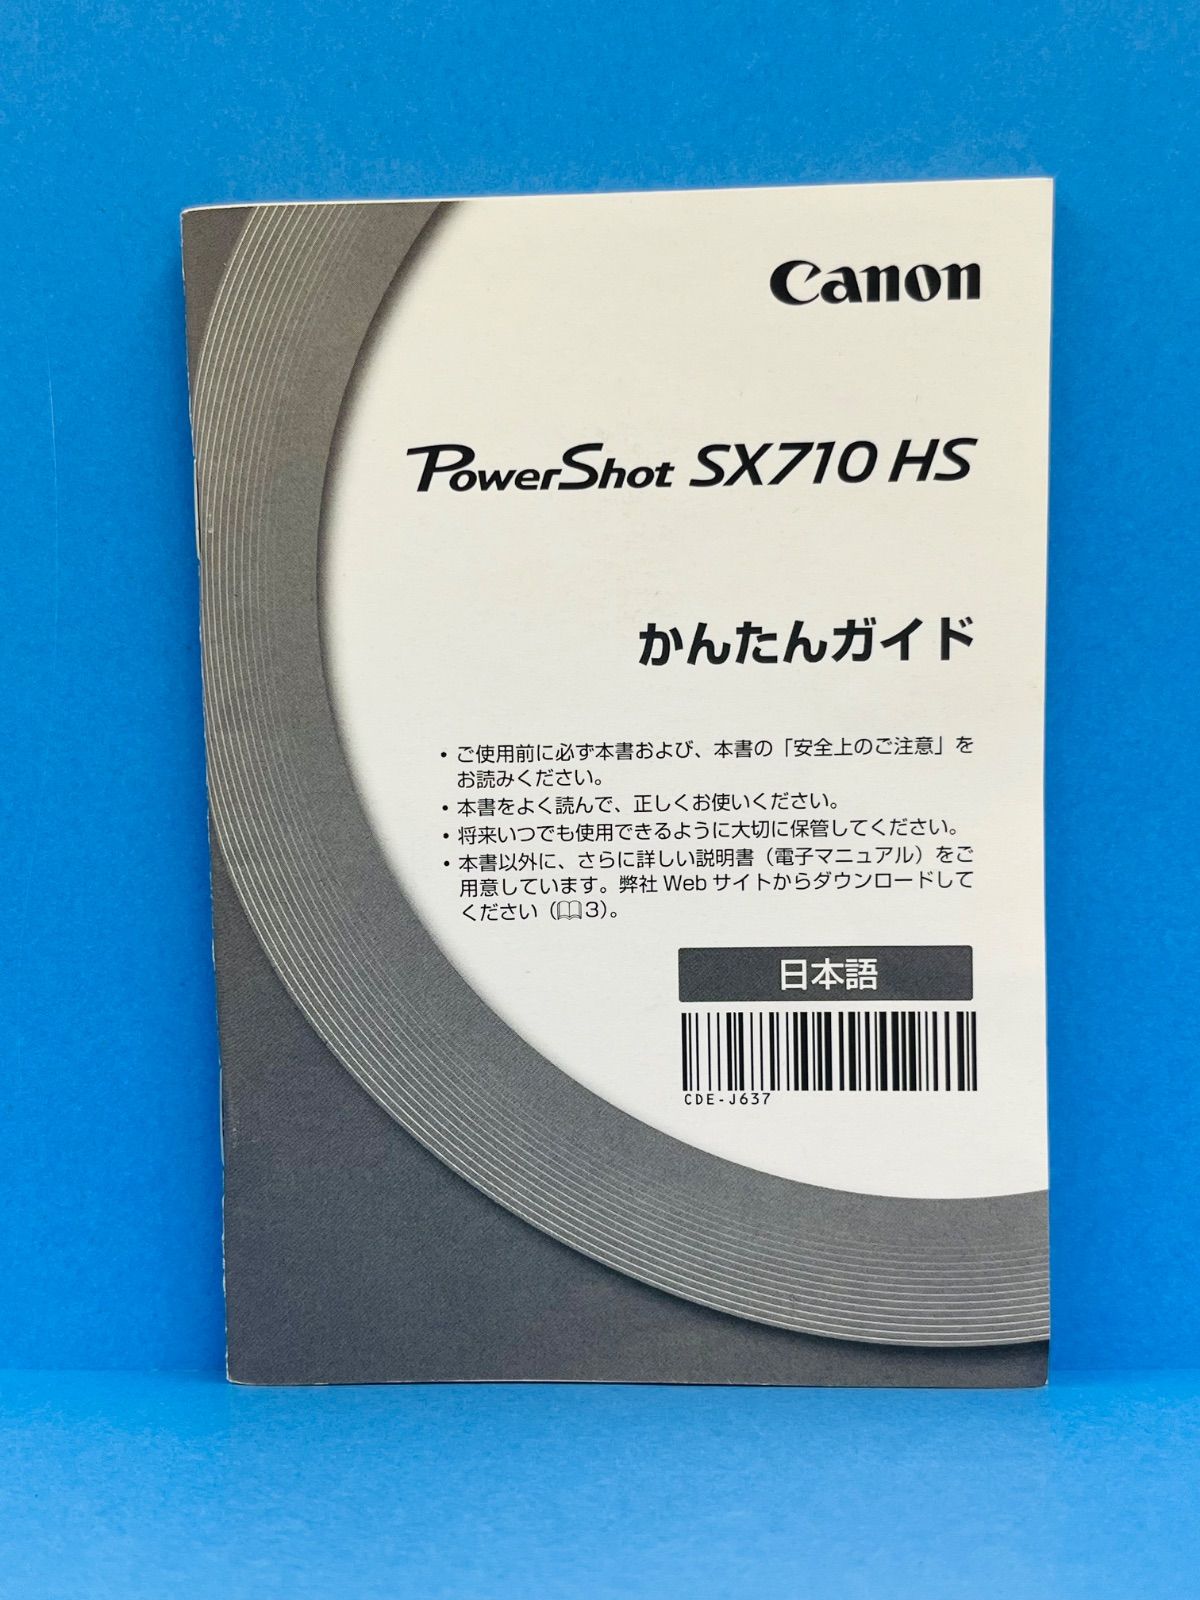 Canon
PowerShot SX710 HS
かんたんガイド
・ご使用前に必ず本書および、本書の「安全上のご注意」を
お読みください。
・本書をよく読んで、正しくお使いください。
・将来いつでも使用できるように大切に保管してください。
・本書以外に、さらに詳しい説明書（電子マニュアル）をご
用意しています。弊社 Web サイトからダウンロードして
ください（📖3）。
日本語
CDE-J637